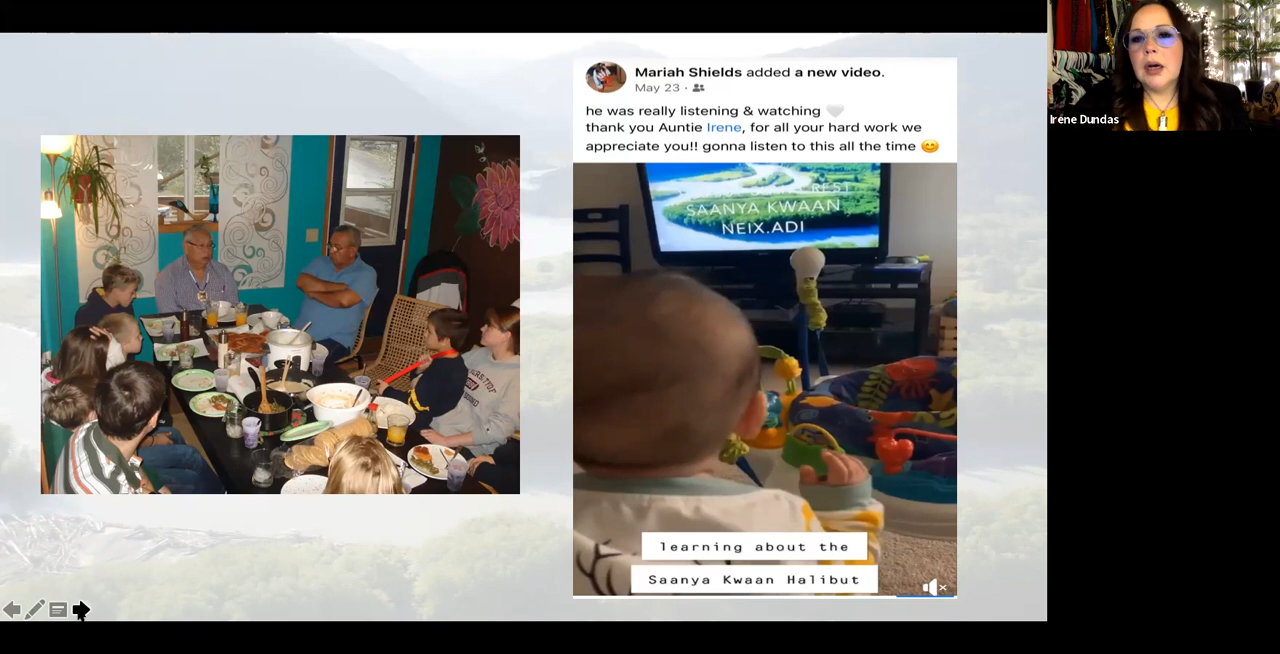 Mariah Shields added a new video.
May 23 ·
he was really listening & watching 🤍
thank you Auntie Irene, for all your hard work we
appreciate you!! gonna listen to this all the time 😊
SAANYA KWAAN
NEIX.ADI
learning about the
Saanya Kwaan Halibut
Irene Dundas